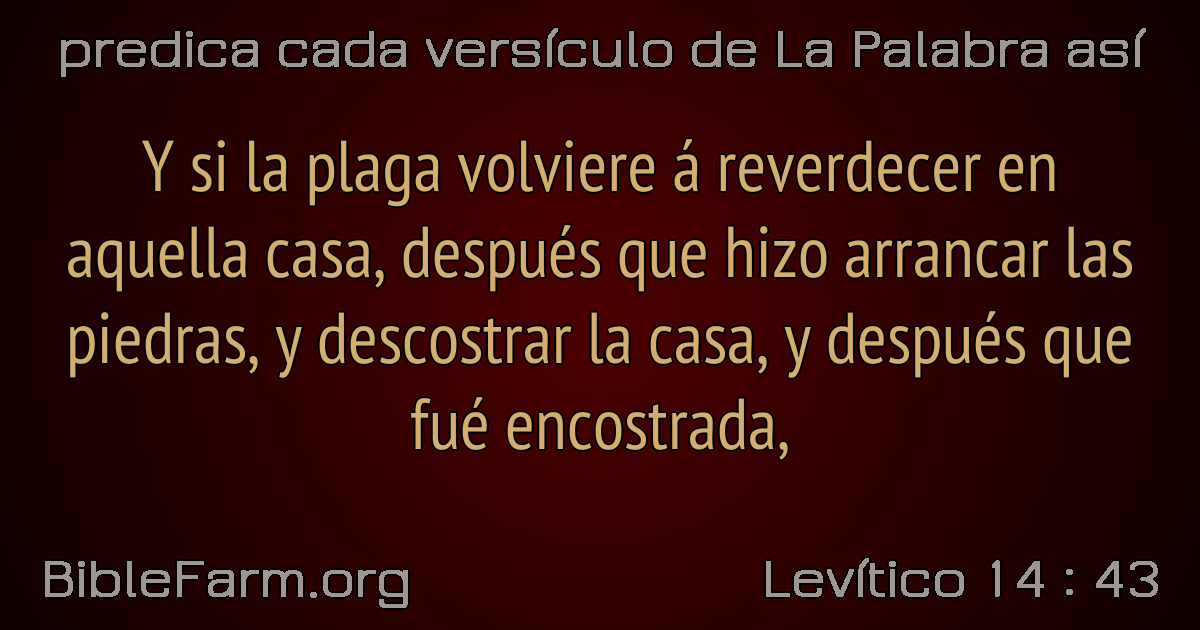 predica cada versículo de La Palabra así
Y si la plaga volviere á reverdecer en
aquella casa, después que hizo arrancar las
piedras, y descostrar la casa, y después que
fué encostrada,
BibleFarm.org
Levítico 14 : 43